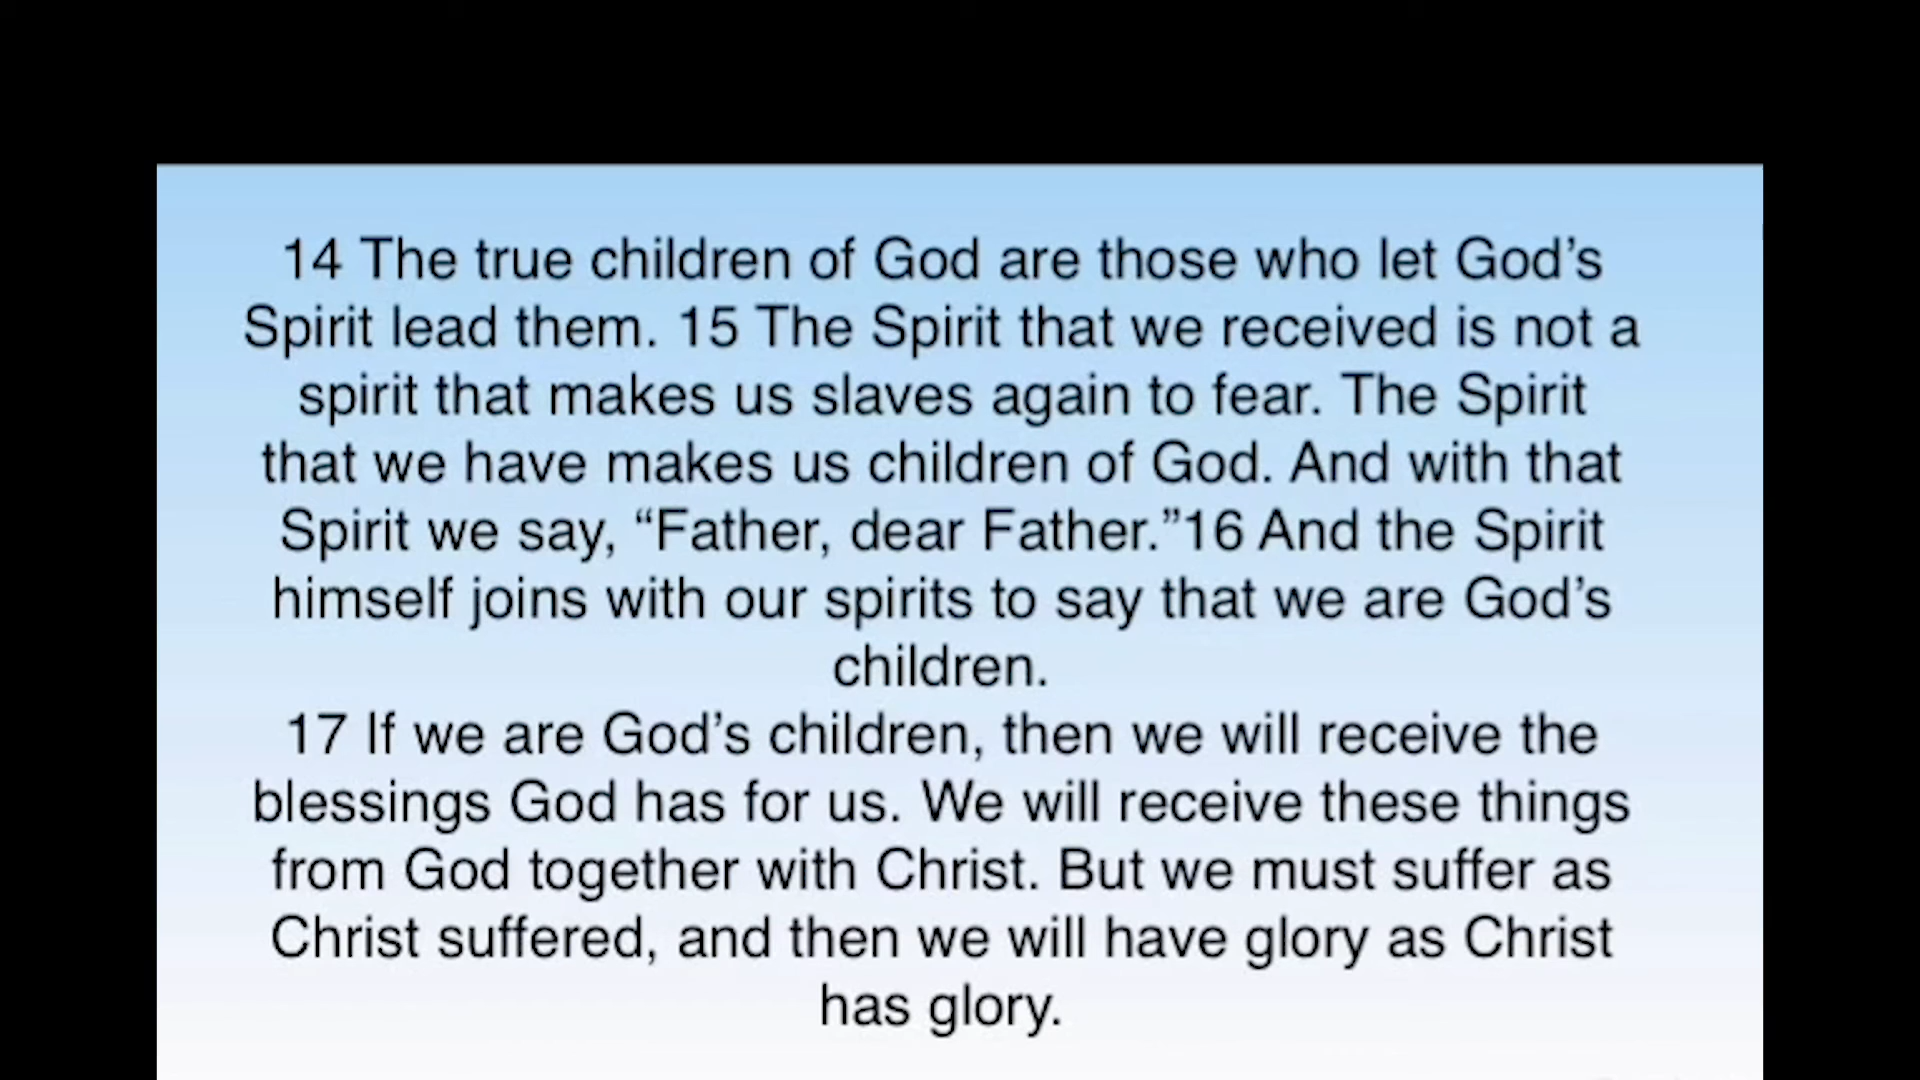 14 The true children of God are those who let God’s
Spirit lead them. 15 The Spirit that we received is not a
spirit that makes us slaves again to fear. The Spirit
that we have makes us children of God. And with that
Spirit we say, “Father, dear Father.”16 And the Spirit
himself joins with our spirits to say that we are God’s
children.
17 If we are God’s children, then we will receive the
blessings God has for us. We will receive these things
from God together with Christ. But we must suffer as
Christ suffered, and then we will have glory as Christ
has glory.